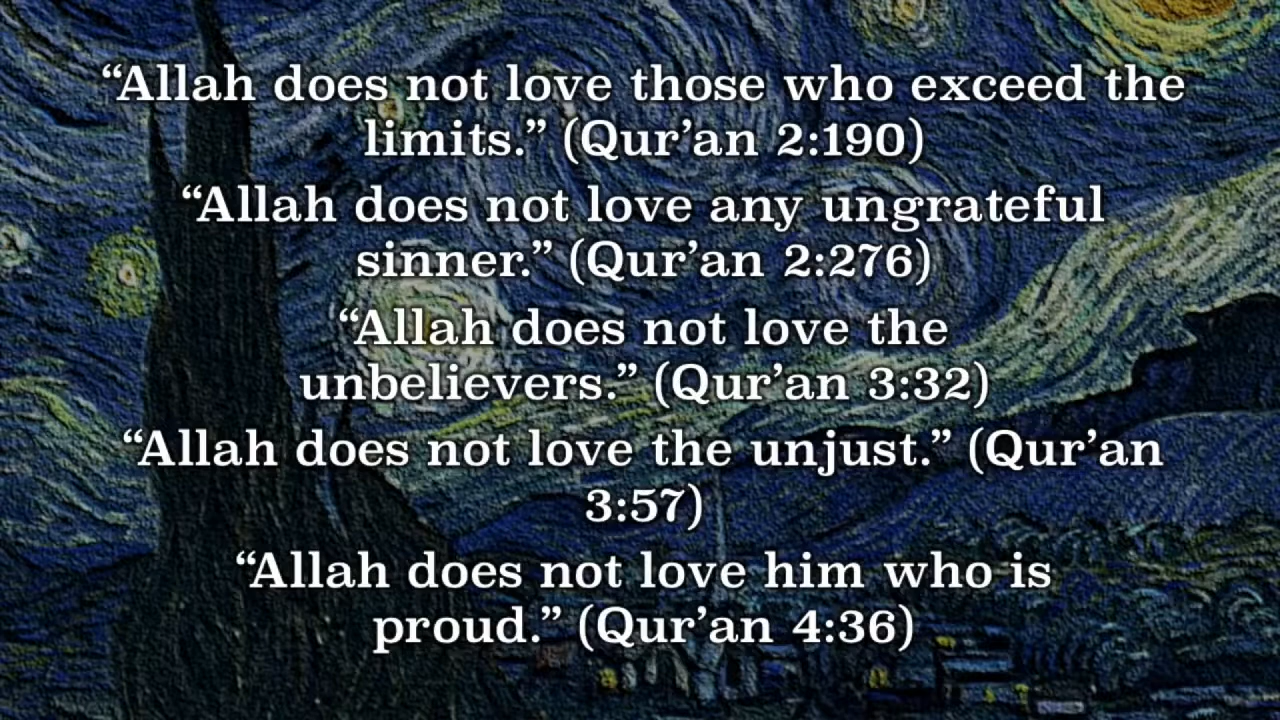 “Allah does not love those who exceed the
limits.” (Qur’an 2:190)
“Allah does not love any ungrateful
sinner.” (Qur’an 2:276)
“Allah does not love the
unbelievers.” (Qur’an 3:32)
“Allah does not love the unjust.” (Qur’an
3:57)
“Allah does not love him who is
proud.” (Qur’an 4:36)